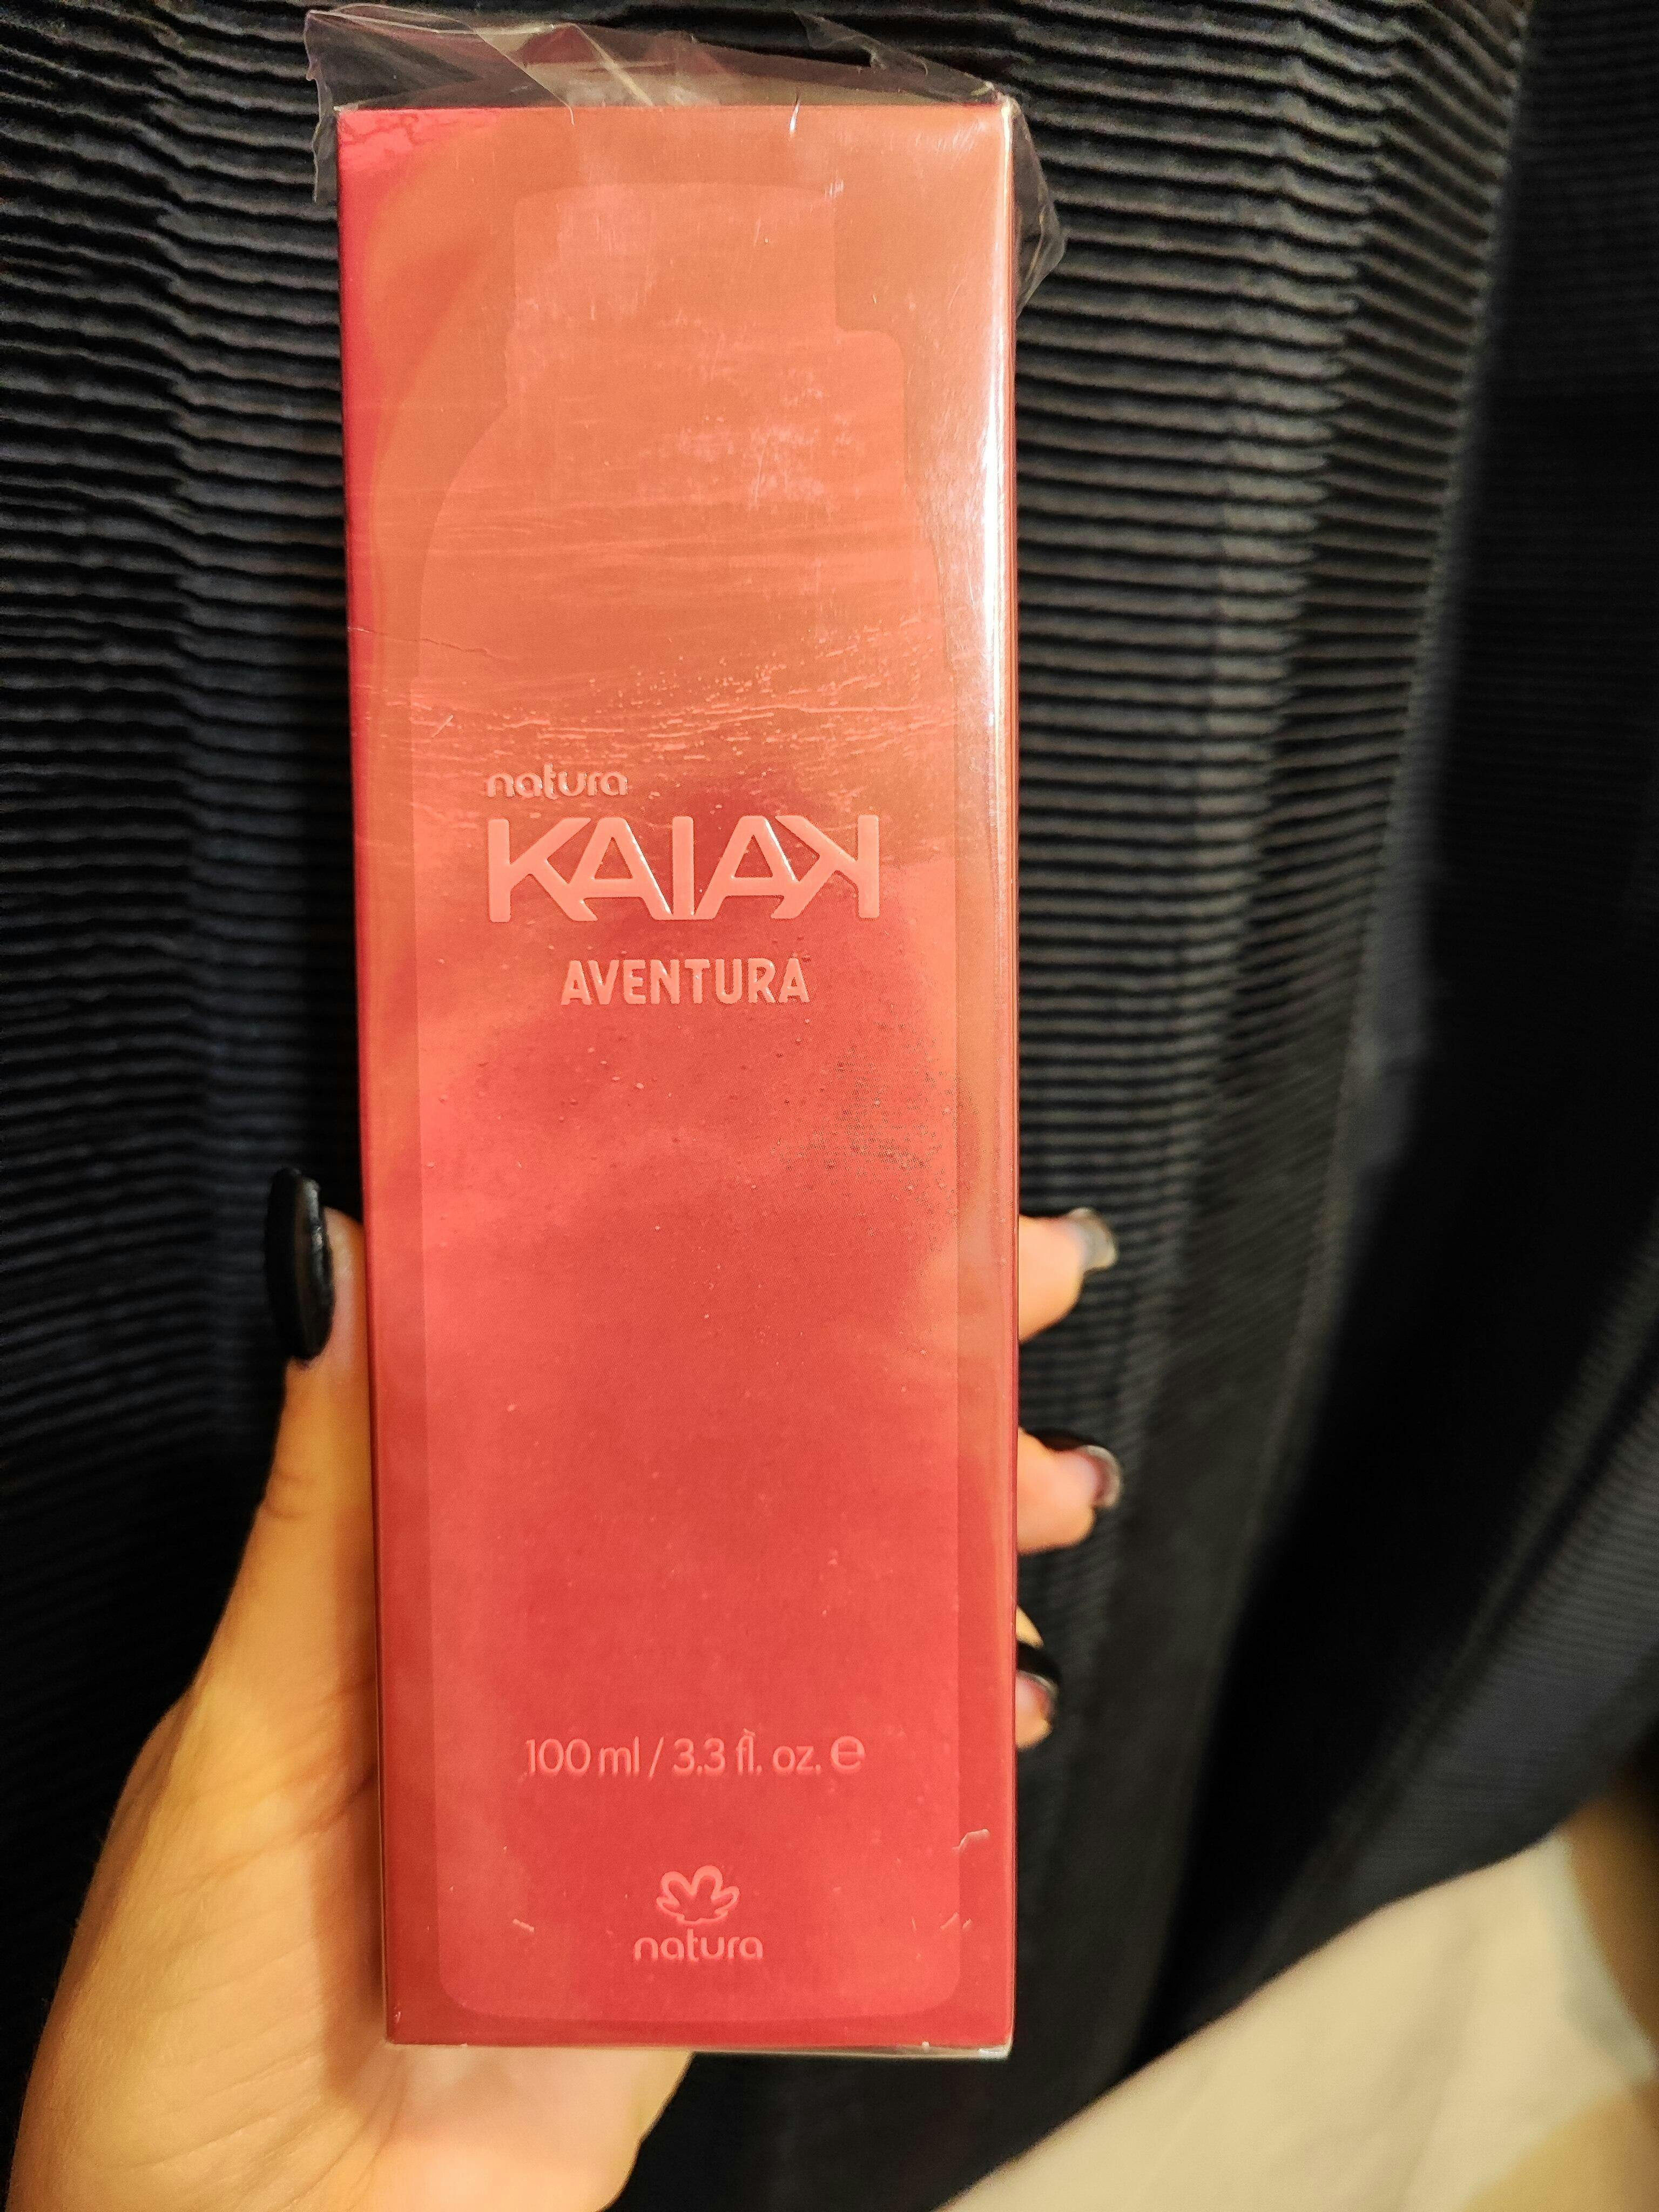 natura
KAIAK
AVENTURA
100 ml / 3.3 fl. oz. ℮
natura